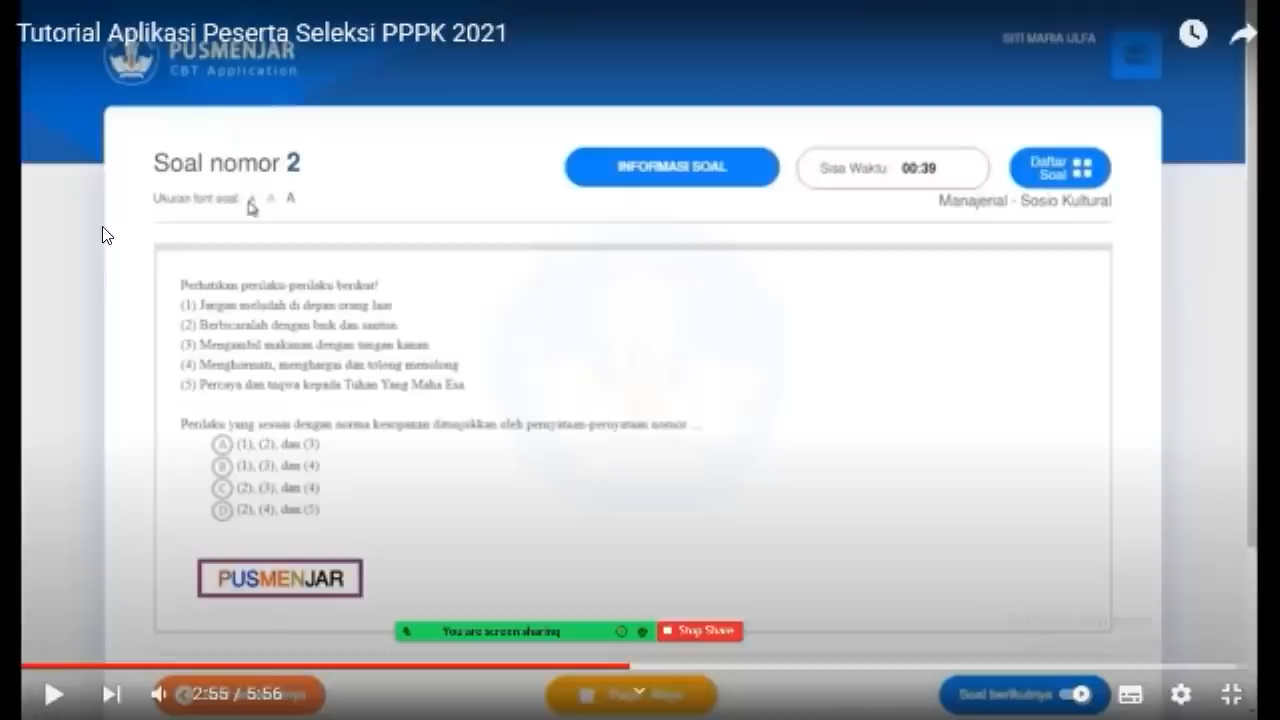 Tutorial Aplikasi Peserta Seleksi PPPK 2021
PUSMENJAR
CBT Application
SITI MARIA ULFA
Soal nomor 2
INFORMASI SOAL
Sisa Waktu 00:39
Daftar Soal
Ukuran font soal: A A A
Manajerial - Sosio Kultural
Perhatikan perilaku-perilaku berikut!
(1) Jangan meludah di depan orang lain
(2) Berbicaralah dengan baik dan santun
(3) Mengambil makanan dengan tangan kanan
(4) Menghormati, menghargai dan tolong menolong
(5) Percaya dan taqwa kepada Tuhan Yang Maha Esa
Perilaku yang sesuai dengan norma kesopanan ditunjukkan oleh pernyataan-pernyataan nomor ...
A (1), (2), dan (3)
B (1), (3), dan (4)
C (2), (3), dan (4)
D (2), (4), dan (5)
PUSMENJAR
You are screen sharing
Stop Share
2:55 / 5:56
Soal berikutnya